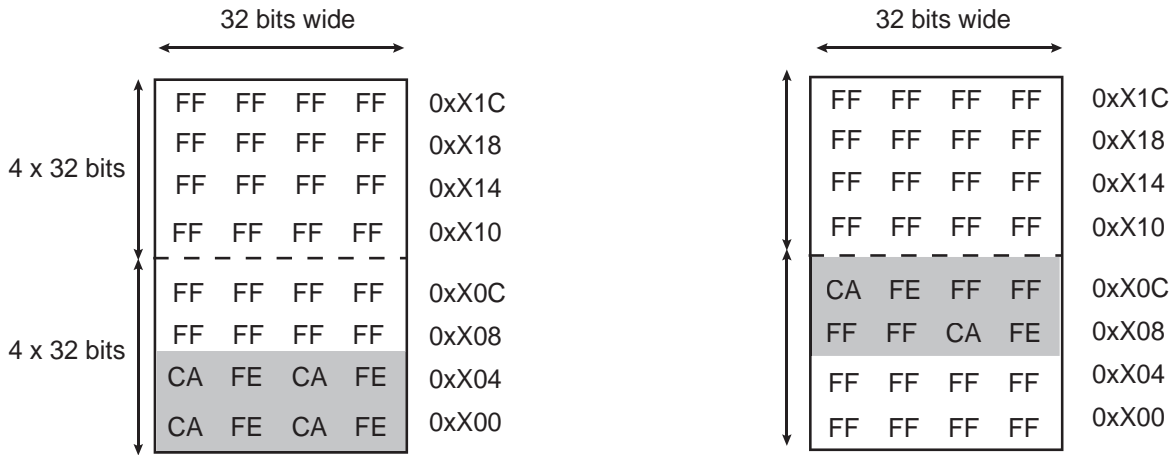 32 bits wide
FF FF FF FF 0xX1C
FF FF FF FF 0xX18
4 x 32 bits
FF FF FF FF 0xX14
FF FF FF FF 0xX10
FF FF FF FF 0xX0C
FF FF FF FF 0xX08
4 x 32 bits
CA FE CA FE 0xX04
CA FE CA FE 0xX00
32 bits wide
FF FF FF FF 0xX1C
FF FF FF FF 0xX18
FF FF FF FF 0xX14
FF FF FF FF 0xX10
CA FE FF FF 0xX0C
FF FF CA FE 0xX08
FF FF FF FF 0xX04
FF FF FF FF 0xX00